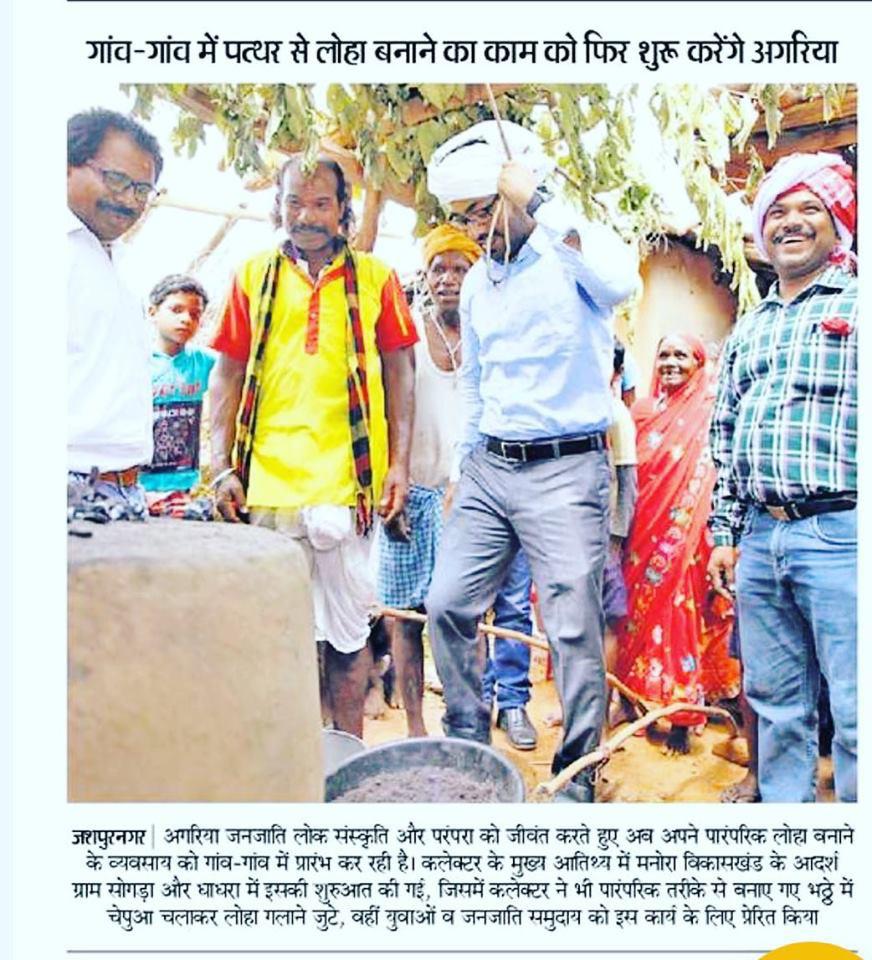 गांव-गांव में पत्थर से लोहा बनाने का काम को फिर शुरू करेंगे अगरिया
जशपुरनगर | अगरिया जनजाति लोक संस्कृति और परंपरा को जीवंत करते हुए अब अपने पारंपरिक लोहा बनाने
के व्यवसाय को गांव-गांव में प्रारंभ कर रही है। कलेक्टर के मुख्य आतिथ्य में मनोरा विकासखंड के आदर्श
ग्राम सोगड़ा और घाघरा में इसकी शुरुआत की गई, जिसमें कलेक्टर ने भी पारंपरिक तरीके से बनाए गए भट्ठे में
चेपुआ चलाकर लोहा गलाने जुटे, वहीं युवाओं व जनजाति समुदाय को इस कार्य के लिए प्रेरित किया